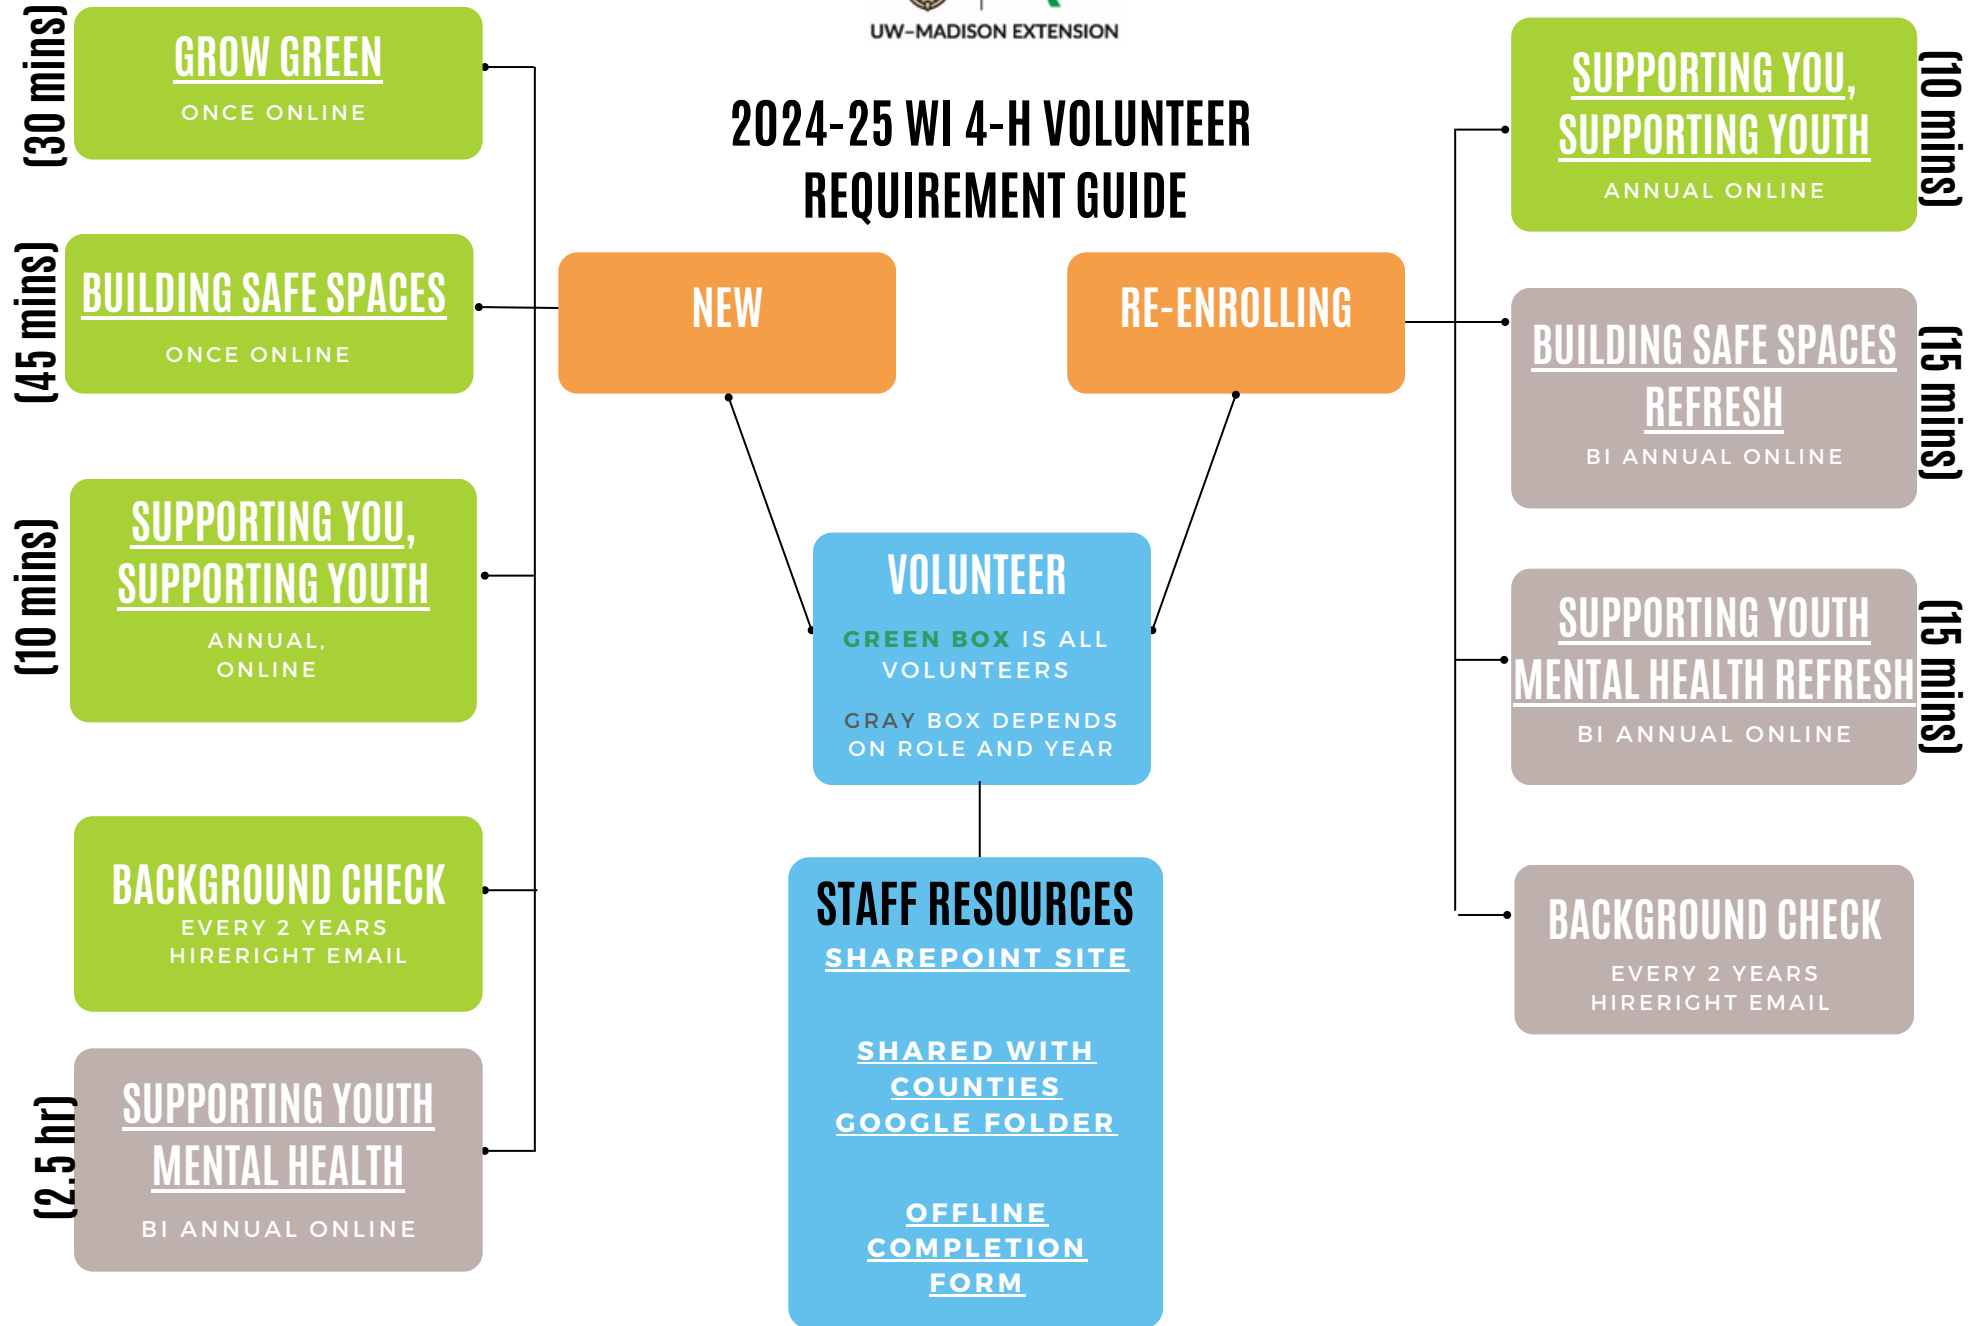 UW-MADISON EXTENSION
2024-25 WI 4-H VOLUNTEER
REQUIREMENT GUIDE
(30 mins)
GROW GREEN
ONCE ONLINE
(45 mins)
BUILDING SAFE SPACES
ONCE ONLINE
(10 mins)
SUPPORTING YOU,
SUPPORTING YOUTH
ANNUAL,
ONLINE
BACKGROUND CHECK
EVERY 2 YEARS
HIRERIGHT EMAIL
(2.5 hr)
SUPPORTING YOUTH
MENTAL HEALTH
BI ANNUAL ONLINE
NEW
RE-ENROLLING
VOLUNTEER
GREEN BOX IS ALL
VOLUNTEERS
GRAY BOX DEPENDS
ON ROLE AND YEAR
STAFF RESOURCES
SHAREPOINT SITE
SHARED WITH
COUNTIES
GOOGLE FOLDER
OFFLINE
COMPLETION
FORM
SUPPORTING YOU,
SUPPORTING YOUTH
ANNUAL ONLINE
(10 mins)
BUILDING SAFE SPACES
REFRESH
BI ANNUAL ONLINE
(15 mins)
SUPPORTING YOUTH
MENTAL HEALTH REFRESH
BI ANNUAL ONLINE
(15 mins)
BACKGROUND CHECK
EVERY 2 YEARS
HIRERIGHT EMAIL